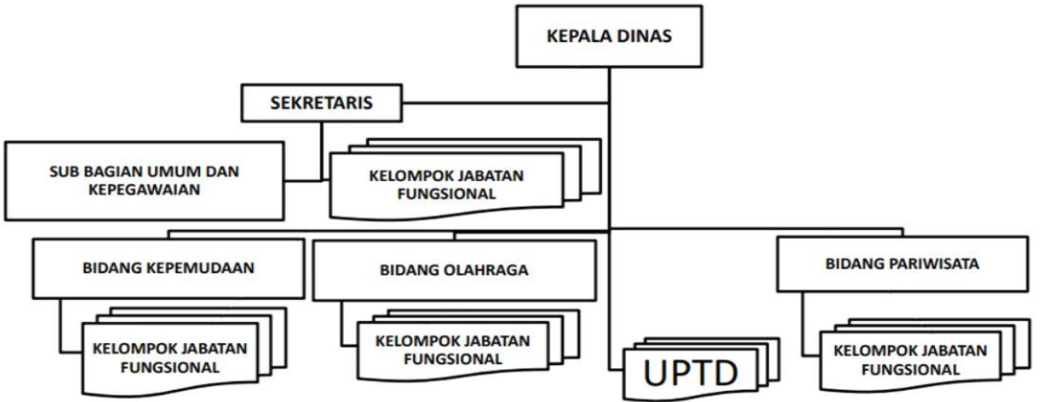 KEPALA DINAS
SEKRETARIS
SUB BAGIAN UMUM DAN
KEPEGAWAIAN
KELOMPOK JABATAN
FUNGSIONAL
BIDANG KEPEMUDAAN
BIDANG OLAHRAGA
BIDANG PARIWISATA
KELOMPOK JABATAN
FUNGSIONAL
KELOMPOK JABATAN
FUNGSIONAL
UPTD
KELOMPOK JABATAN
FUNGSIONAL